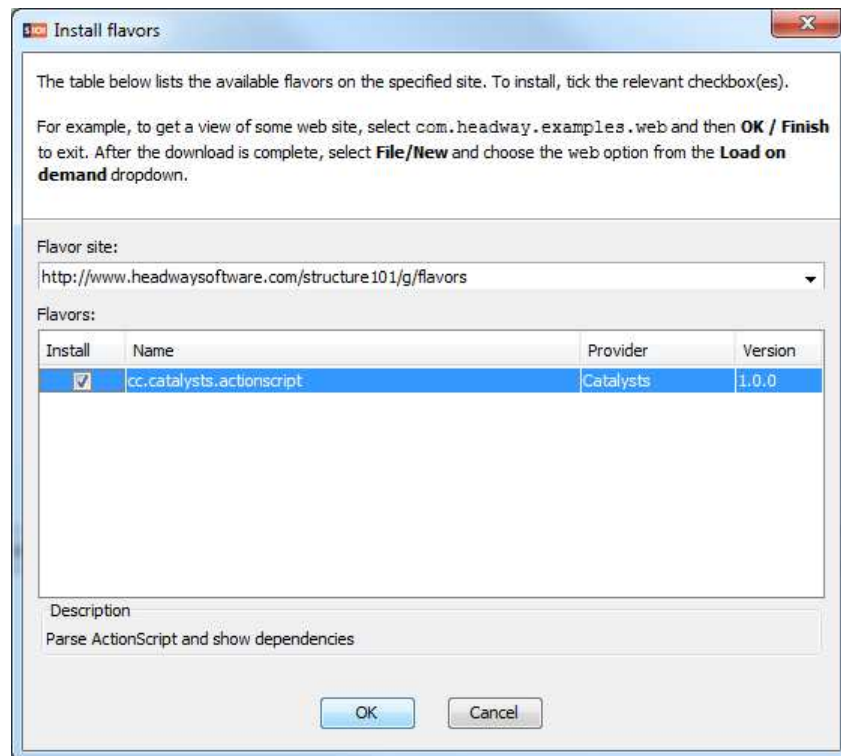 S101 Install flavors
The table below lists the available flavors on the specified site. To install, tick the relevant checkbox(es).
For example, to get a view of some web site, select com.headway.examples.web and then OK / Finish
to exit. After the download is complete, select File/New and choose the web option from the Load on
demand dropdown.
Flavor site:
http://www.headwaysoftware.com/structure101/g/flavors
Flavors:
Install Name Provider Version
cc.catalysts.actionscript Catalysts 1.0.0
Description
Parse ActionScript and show dependencies
OK Cancel